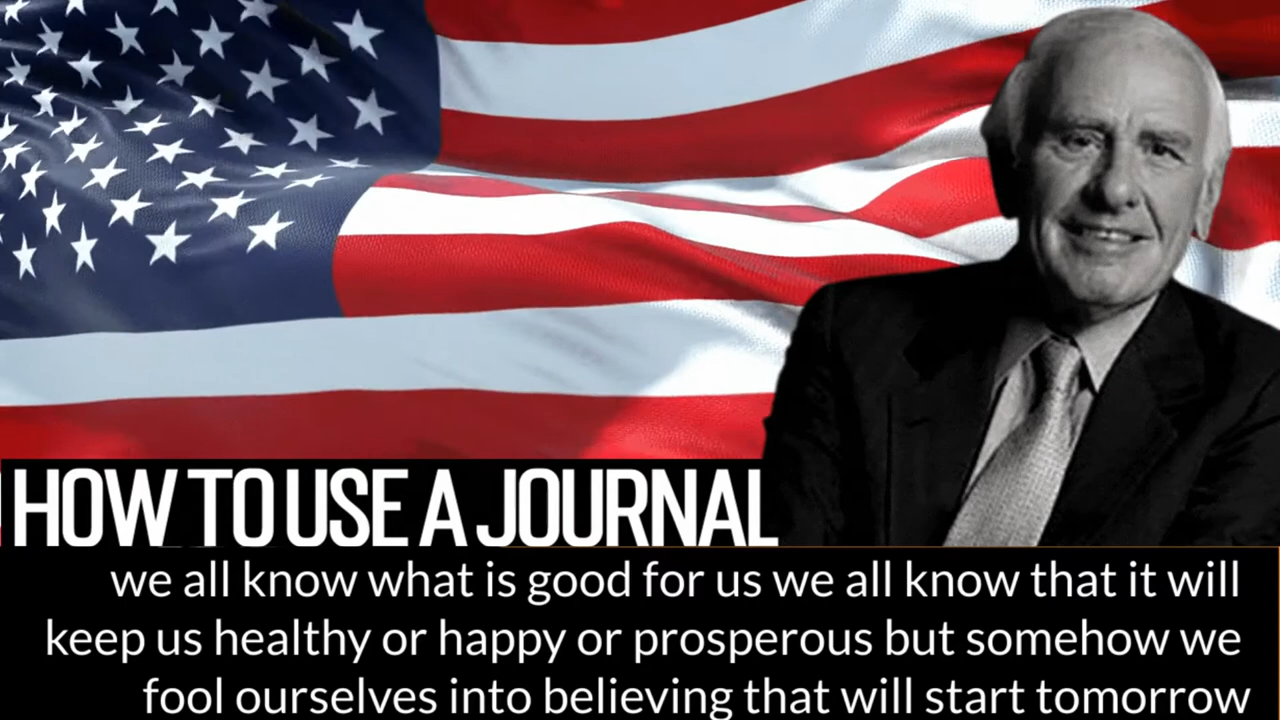 HOW TO USE A JOURNAL
we all know what is good for us we all know that it will
keep us healthy or happy or prosperous but somehow we
fool ourselves into believing that will start tomorrow